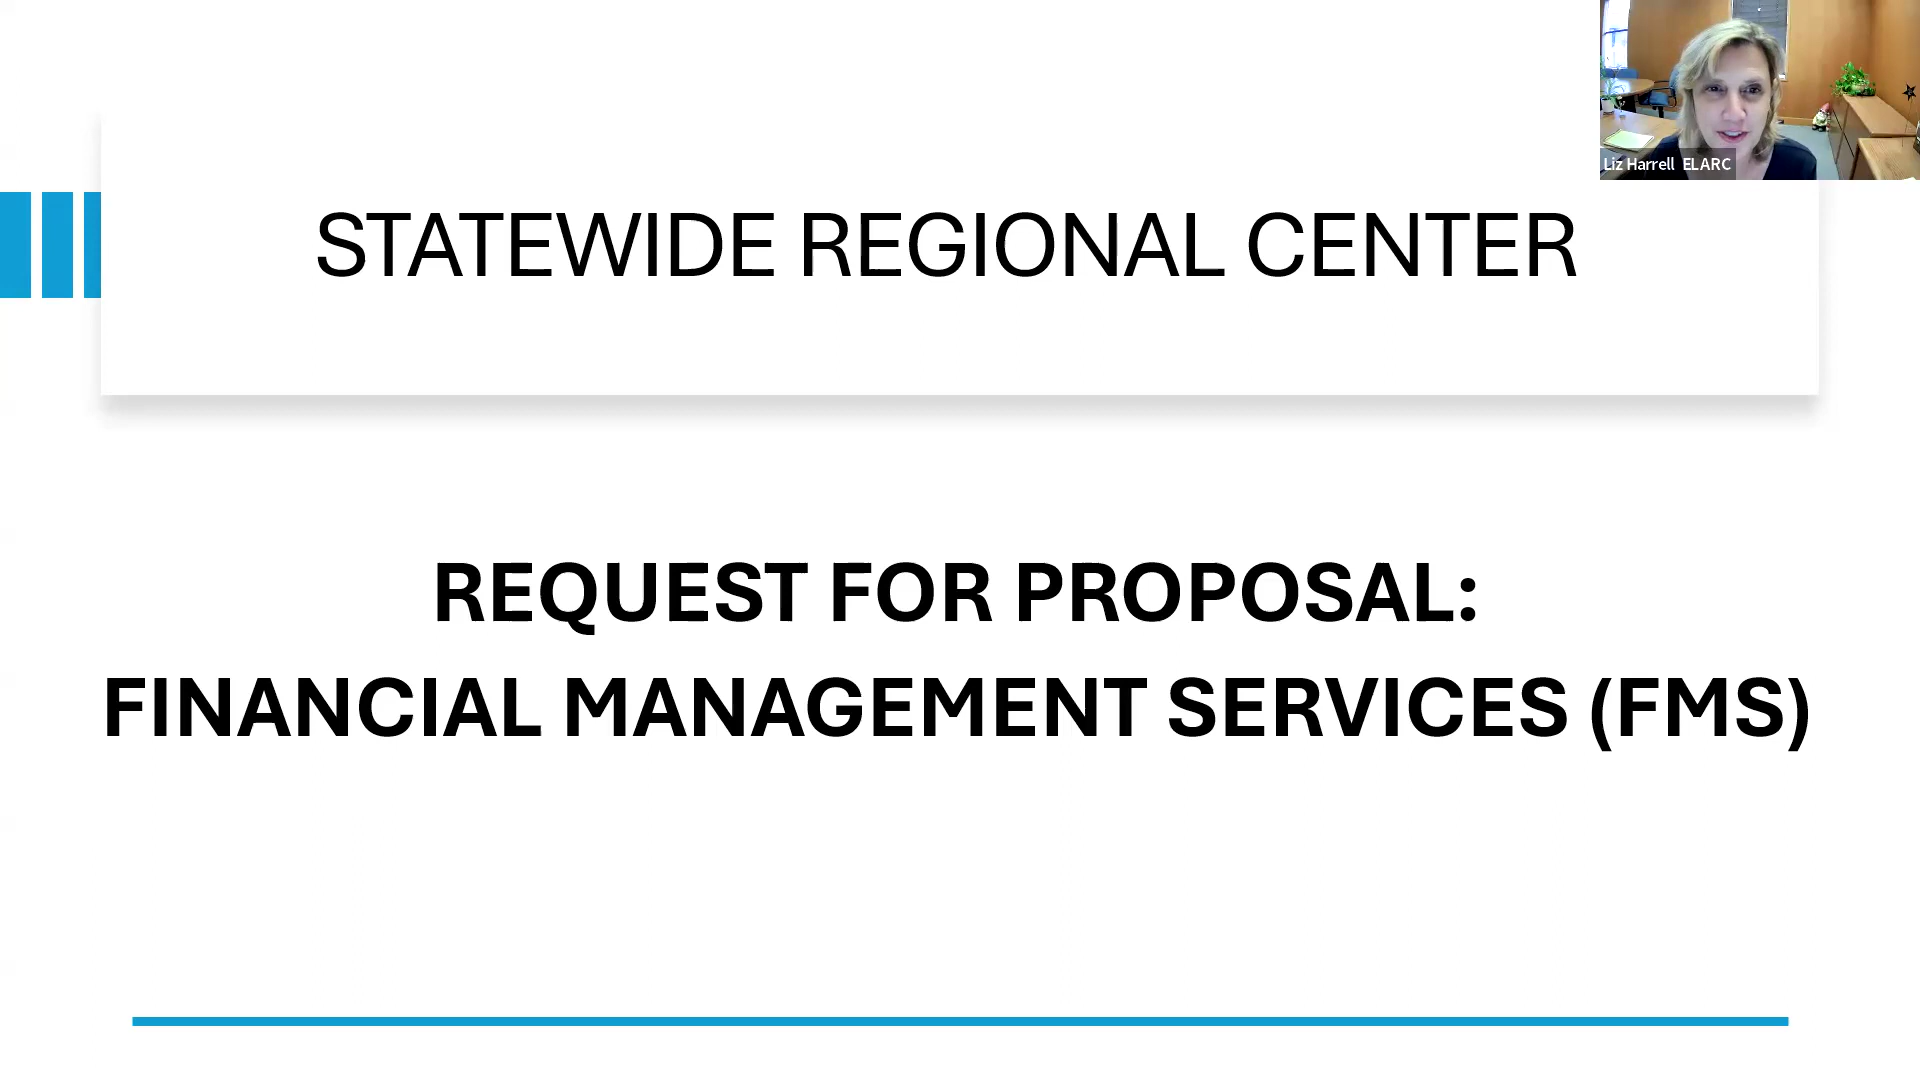 Liz Harrell ELARC
STATEWIDE REGIONAL CENTER
REQUEST FOR PROPOSAL:
FINANCIAL MANAGEMENT SERVICES (FMS)